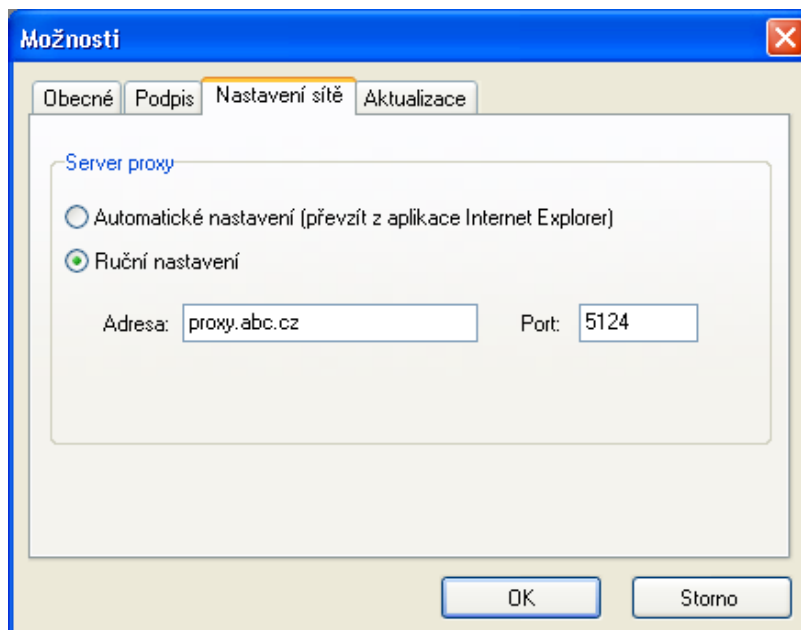 Možnosti
Obecné Podpis Nastavení sítě Aktualizace
Server proxy
Automatické nastavení (převzít z aplikace Internet Explorer)
Ruční nastavení
Adresa: proxy.abc.cz Port: 5124
OK Storno